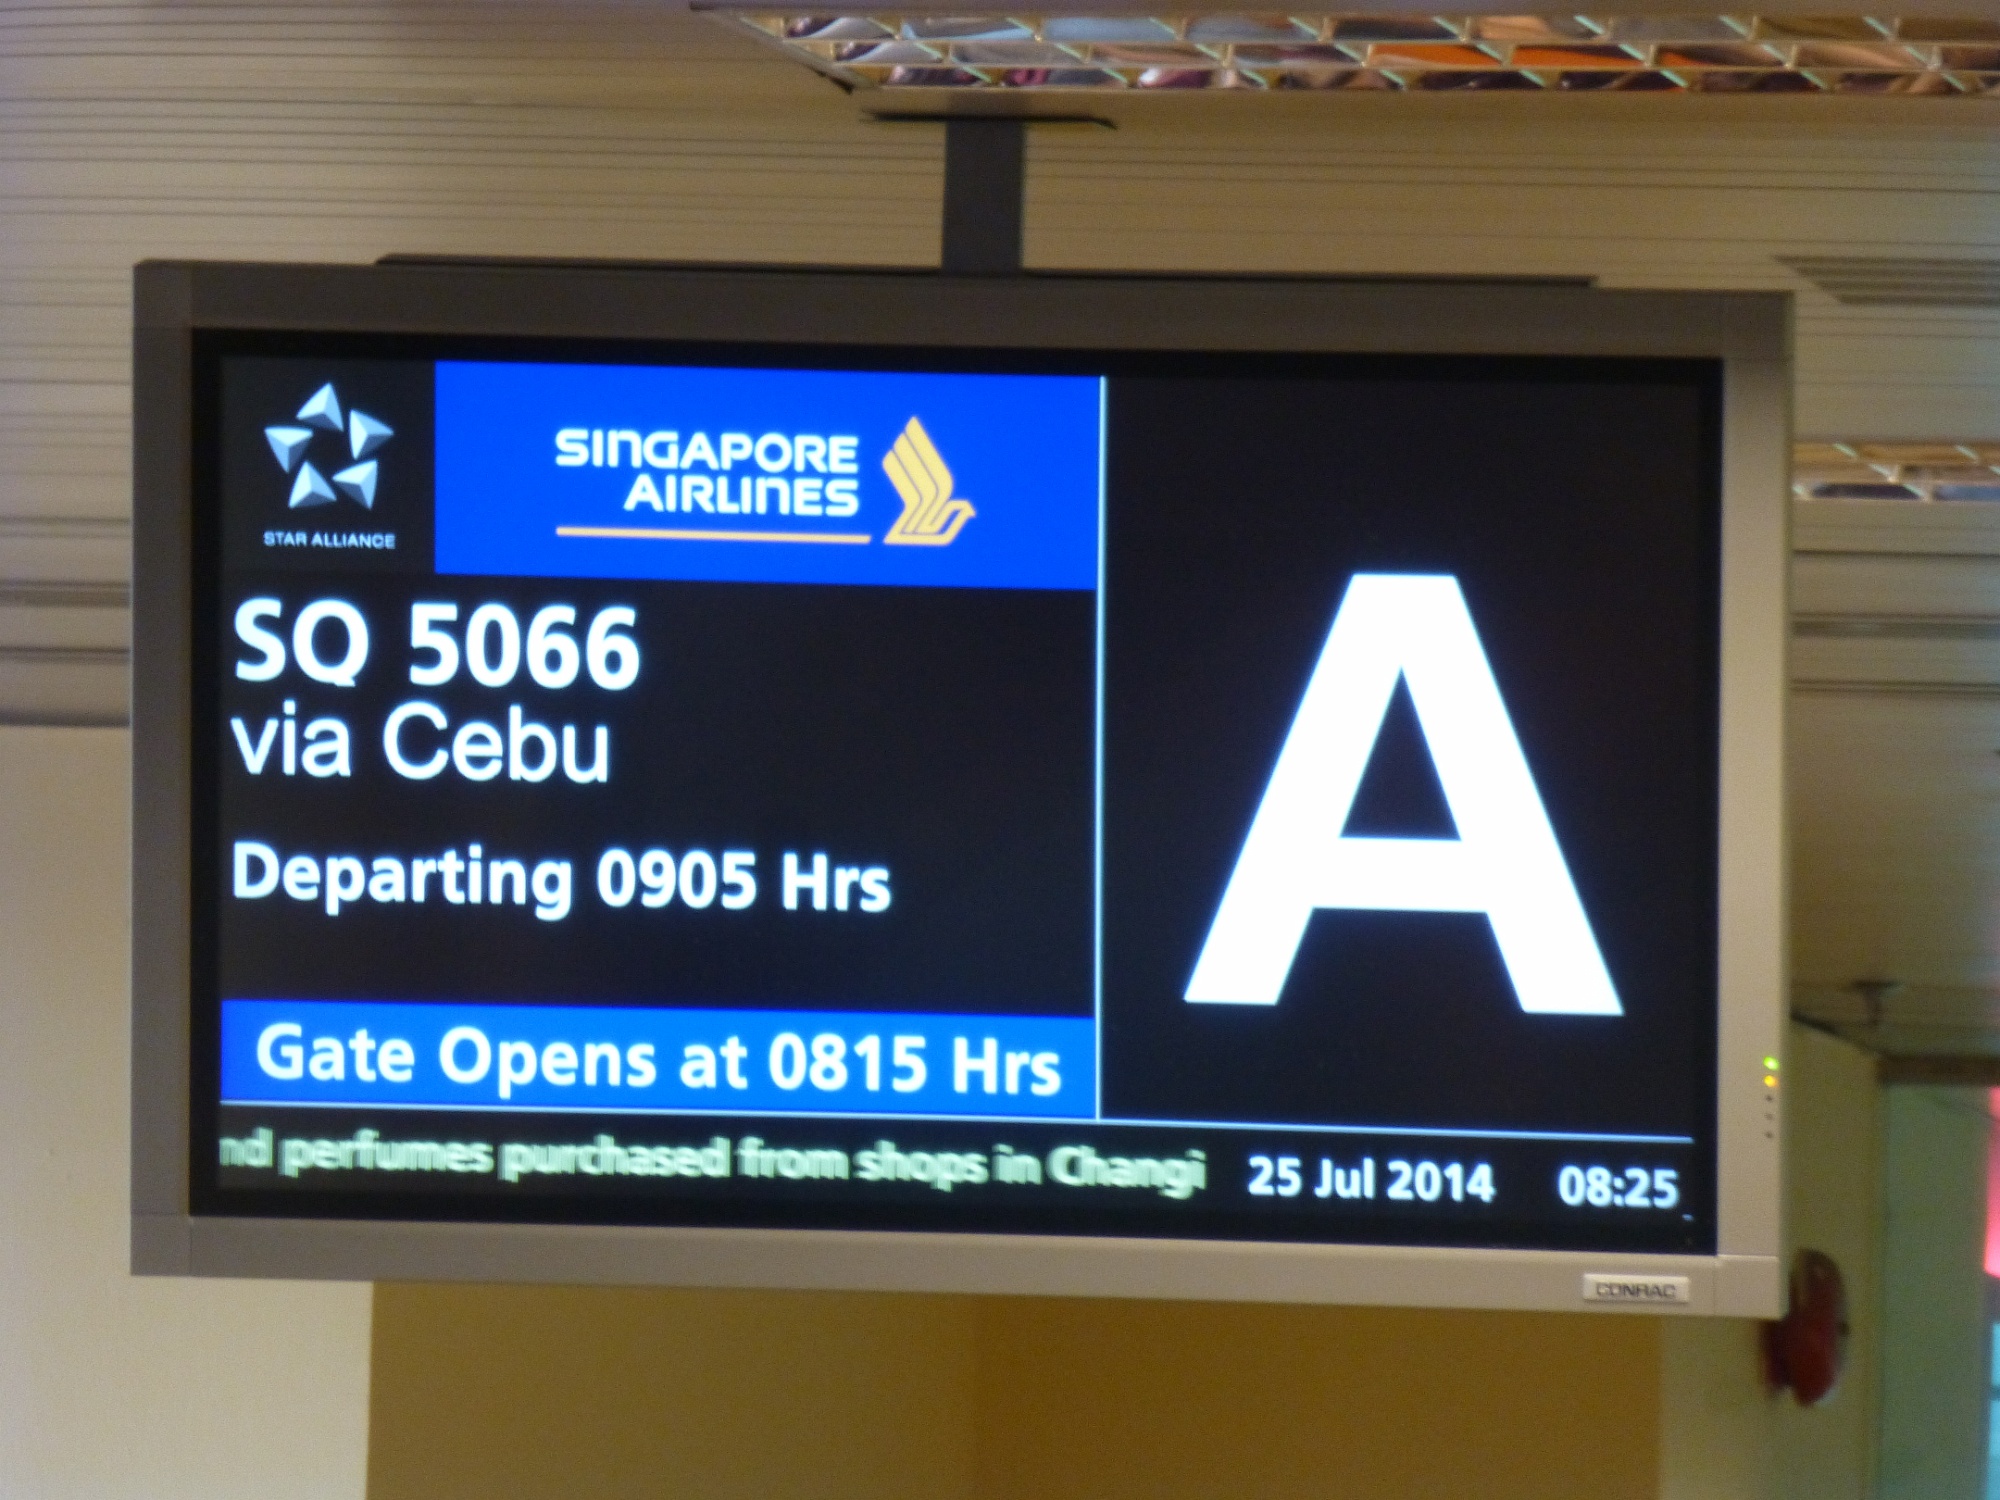 STAR ALLIANCE
SINGAPORE
AIRLINES
SQ 5066
via Cebu
Departing 0905 Hrs
Gate Opens at 0815 Hrs
A
nd perfumes purchased from shops in Changi
25 Jul 2014 08:25
CONRAC